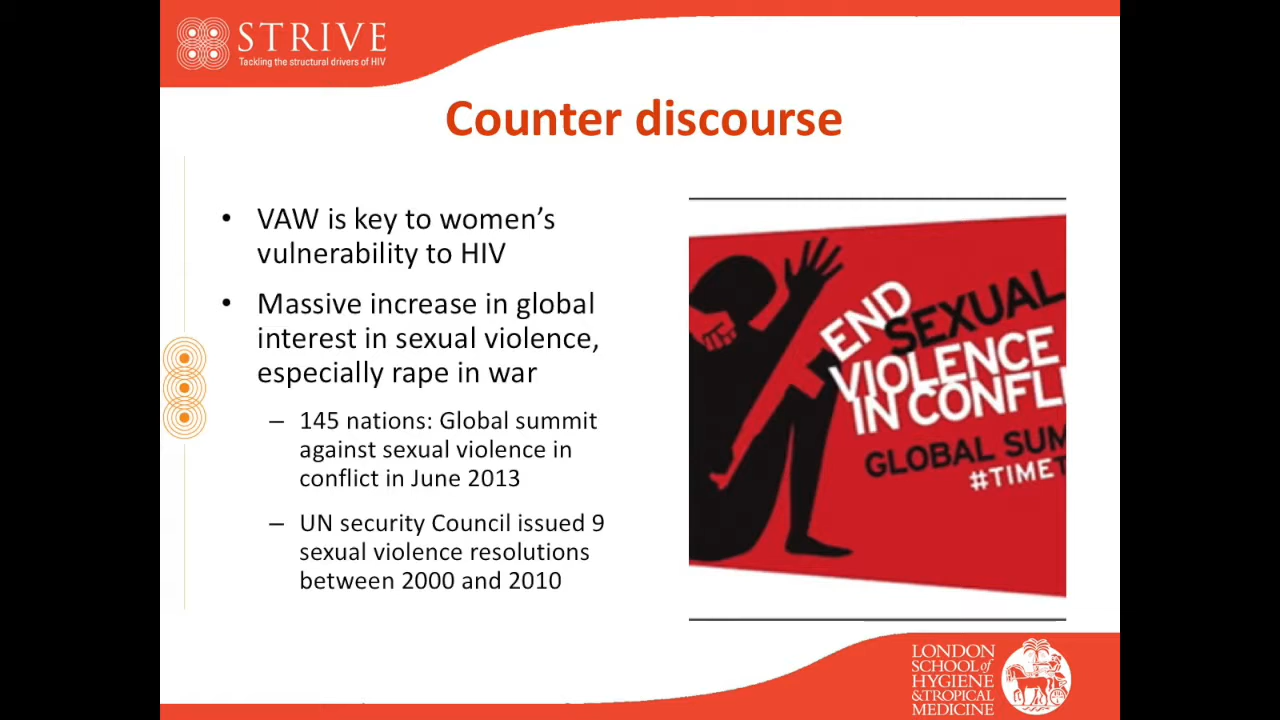 STRIVE
Tackling the structural drivers of HIV
Counter discourse
• VAW is key to women's
vulnerability to HIV
• Massive increase in global
interest in sexual violence,
especially rape in war
– 145 nations: Global summit
against sexual violence in
conflict in June 2013
– UN security Council issued 9
sexual violence resolutions
between 2000 and 2010
END
SEXUAL
VIOLENCE
IN CONFLI
GLOBAL SUM
#TIMET
LONDON
SCHOOL of
HYGIENE
& TROPICAL
MEDICINE